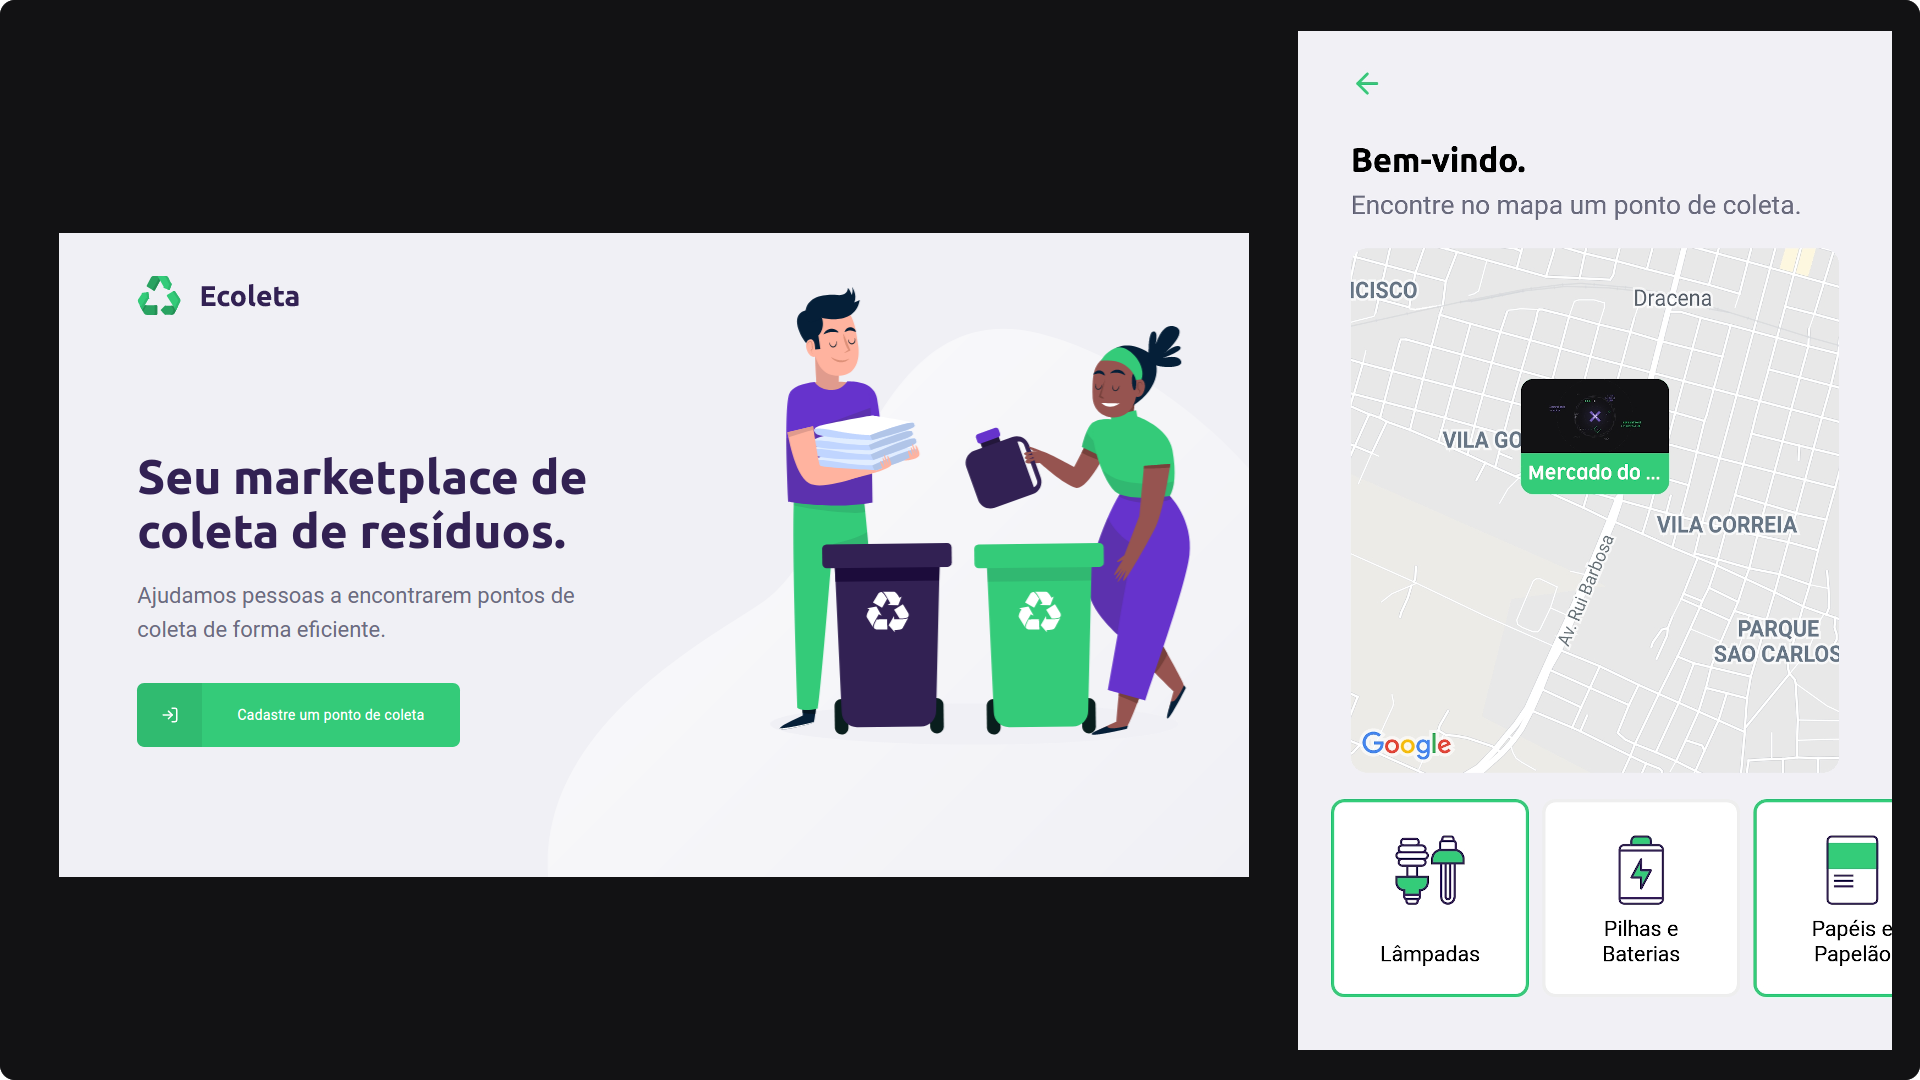 Ecoleta
Seu marketplace de
coleta de resíduos.
Ajudamos pessoas a encontrarem pontos de
coleta de forma eficiente.
Cadastre um ponto de coleta
Bem-vindo.
Encontre no mapa um ponto de coleta.
ICISCO
Dracena
VILA GO
Mercado do ...
VILA CORREIA
Av. Rui Barbosa
PARQUE
SAO CARLOS
Google
Lâmpadas
Pilhas e
Baterias
Papéis e
Papelão